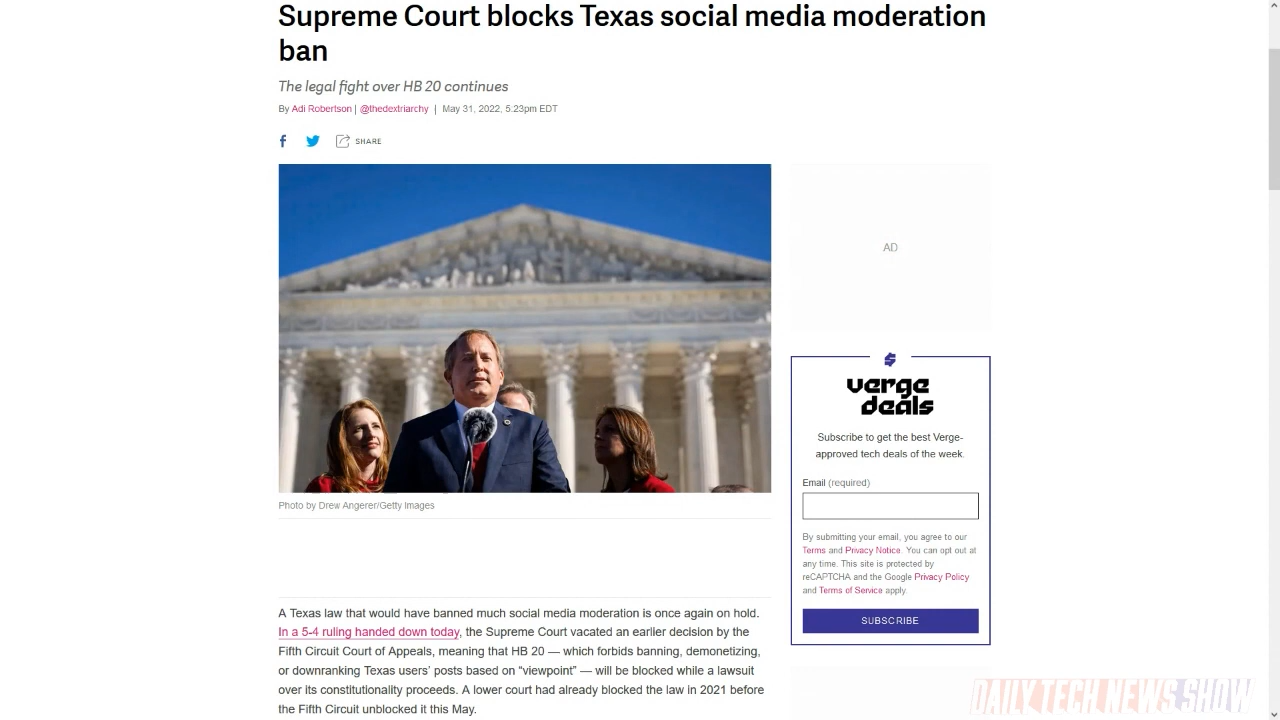 Supreme Court blocks Texas social media moderation
ban
The legal fight over HB 20 continues
By Adi Robertson | @thedextriarchy | May 31, 2022, 5:23pm EDT
SHARE
Photo by Drew Angerer/Getty Images
A Texas law that would have banned much social media moderation is once again on hold.
In a 5-4 ruling handed down today, the Supreme Court vacated an earlier decision by the
Fifth Circuit Court of Appeals, meaning that HB 20 — which forbids banning, demonetizing,
or downranking Texas users’ posts based on “viewpoint” — will be blocked while a lawsuit
over its constitutionality proceeds. A lower court had already blocked the law in 2021 before
the Fifth Circuit unblocked it this May.
AD
verge
deals
Subscribe to get the best Verge-
approved tech deals of the week.
Email (required)
By submitting your email, you agree to our
Terms and Privacy Notice. You can opt out at
any time. This site is protected by
reCAPTCHA and the Google Privacy Policy
and Terms of Service apply.
SUBSCRIBE
DAILY TECH NEWS SHOW